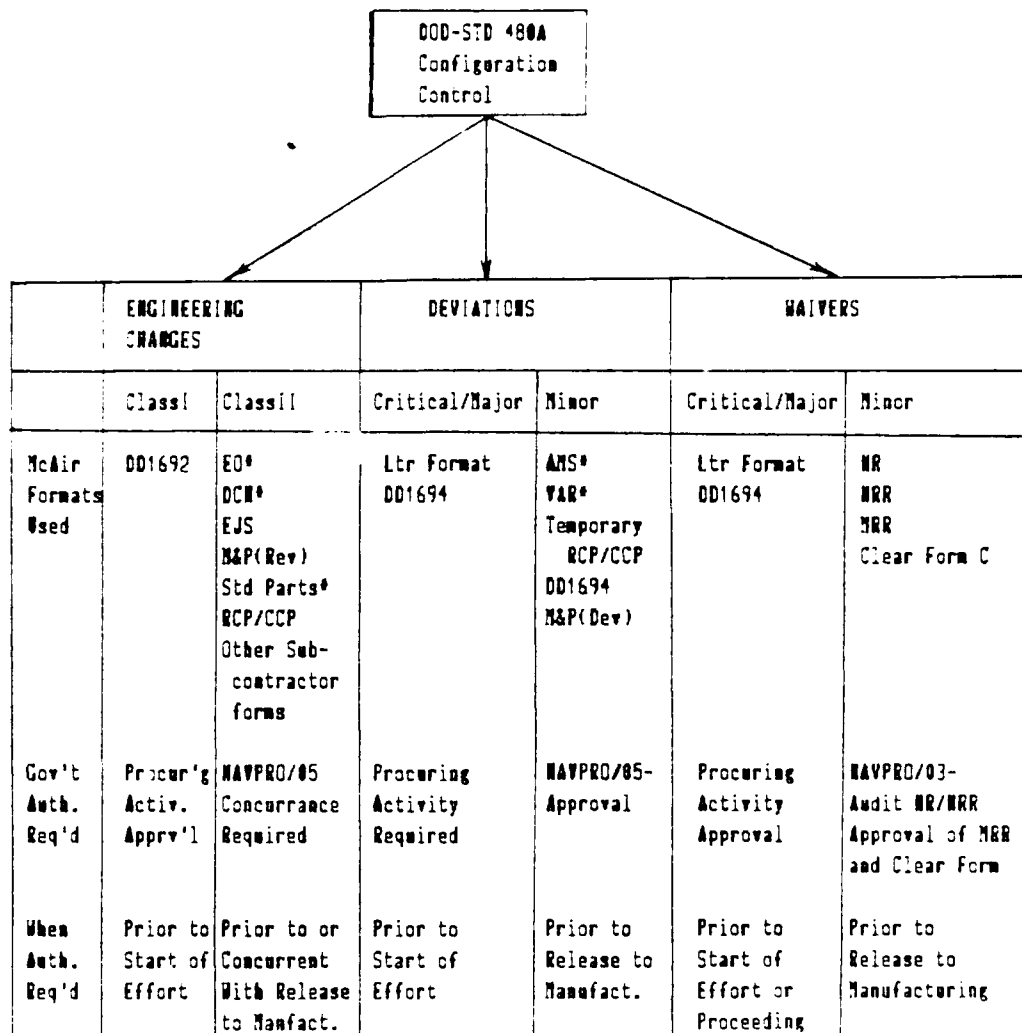 DOD-STD 480A
Configuration
Control
ENGINEERING
CHANGES
DEVIATIONS
WAIVERS
ClassI
ClassII
Critical/Major
Minor
Critical/Major
Minor
McAir
Formats
Used
DD1692
EO*
DCN*
EJS
M&P(Rev)
Std Parts*
RCP/CCP
Other Sub-
contractor
forms
Ltr Format
DD1694
AMS*
VAR*
Temporary
RCP/CCP
DD1694
M&P(Dev)
Ltr Format
DD1694
NR
NRR
MRR
Clear Form C
Gov't
Auth.
Req'd
Procur'g
Activ.
Apprv'l
NAVPRO/05
Concurrance
Required
Procuring
Activity
Required
NAVPRO/05-
Approval
Procuring
Activity
Approval
NAVPRO/03-
Audit NR/NRR
Approval of MRR
and Clear Form
When
Auth.
Req'd
Prior to
Start of
Effort
Prior to or
Concurrent
With Release
to Manfact.
Prior to
Start of
Effort
Prior to
Release to
Manufact.
Prior to
Start of
Effort or
Proceeding
Prior to
Release to
Manufacturing